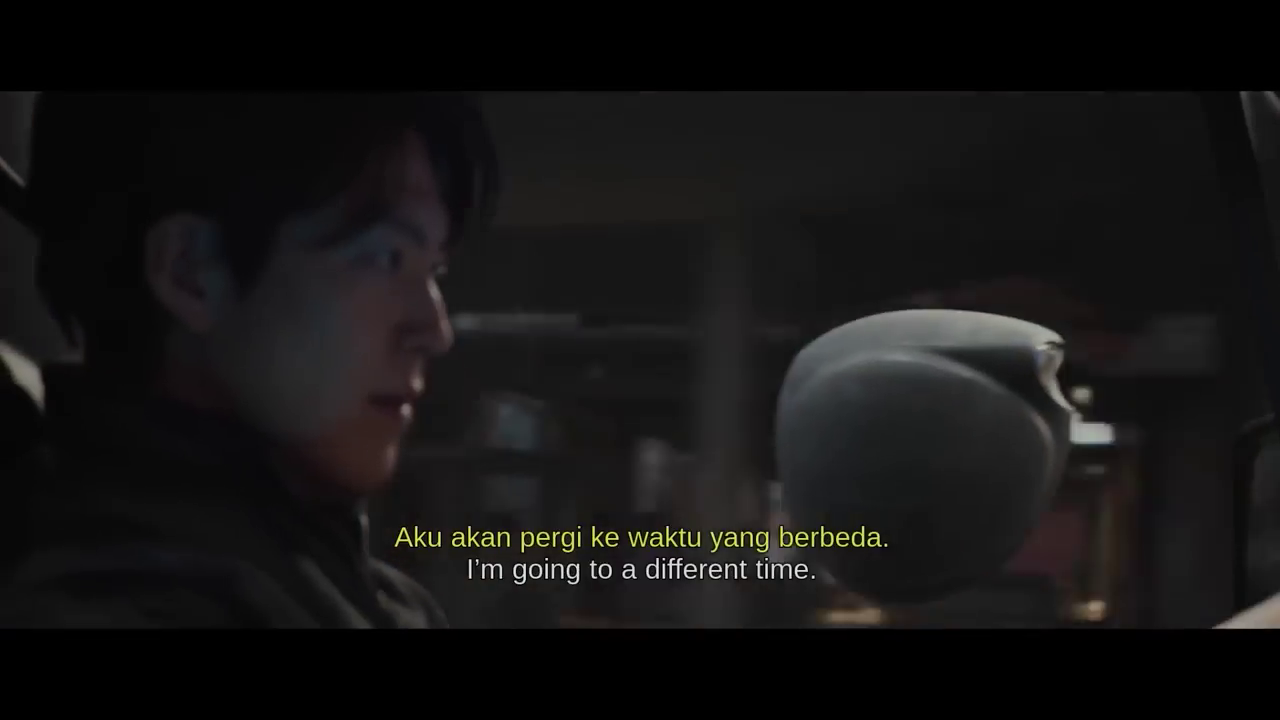 Aku akan pergi ke waktu yang berbeda.
I’m going to a different time.